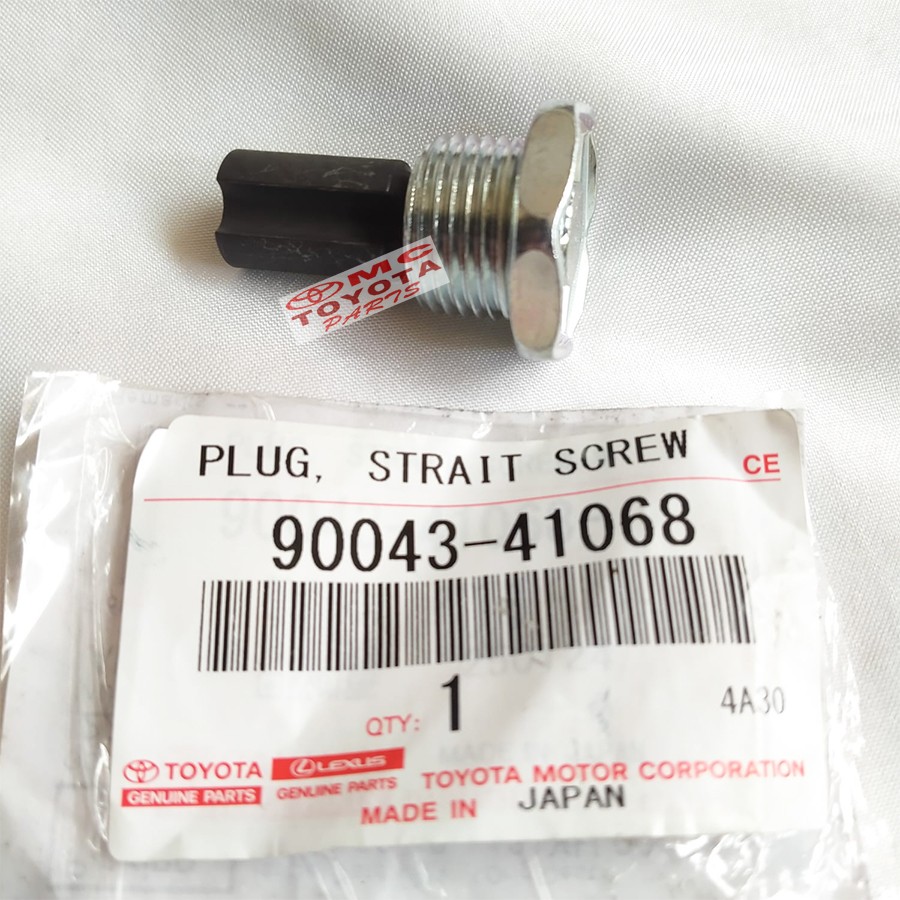 MC
TOYOTA
PARTS
PLUG, STRAIT SCREW
CE
90043-41068
QTY: 1
4A30
TOYOTA
GENUINE PARTS
LEXUS
GENUINE PARTS
TOYOTA MOTOR CORPORATION
MADE IN JAPAN